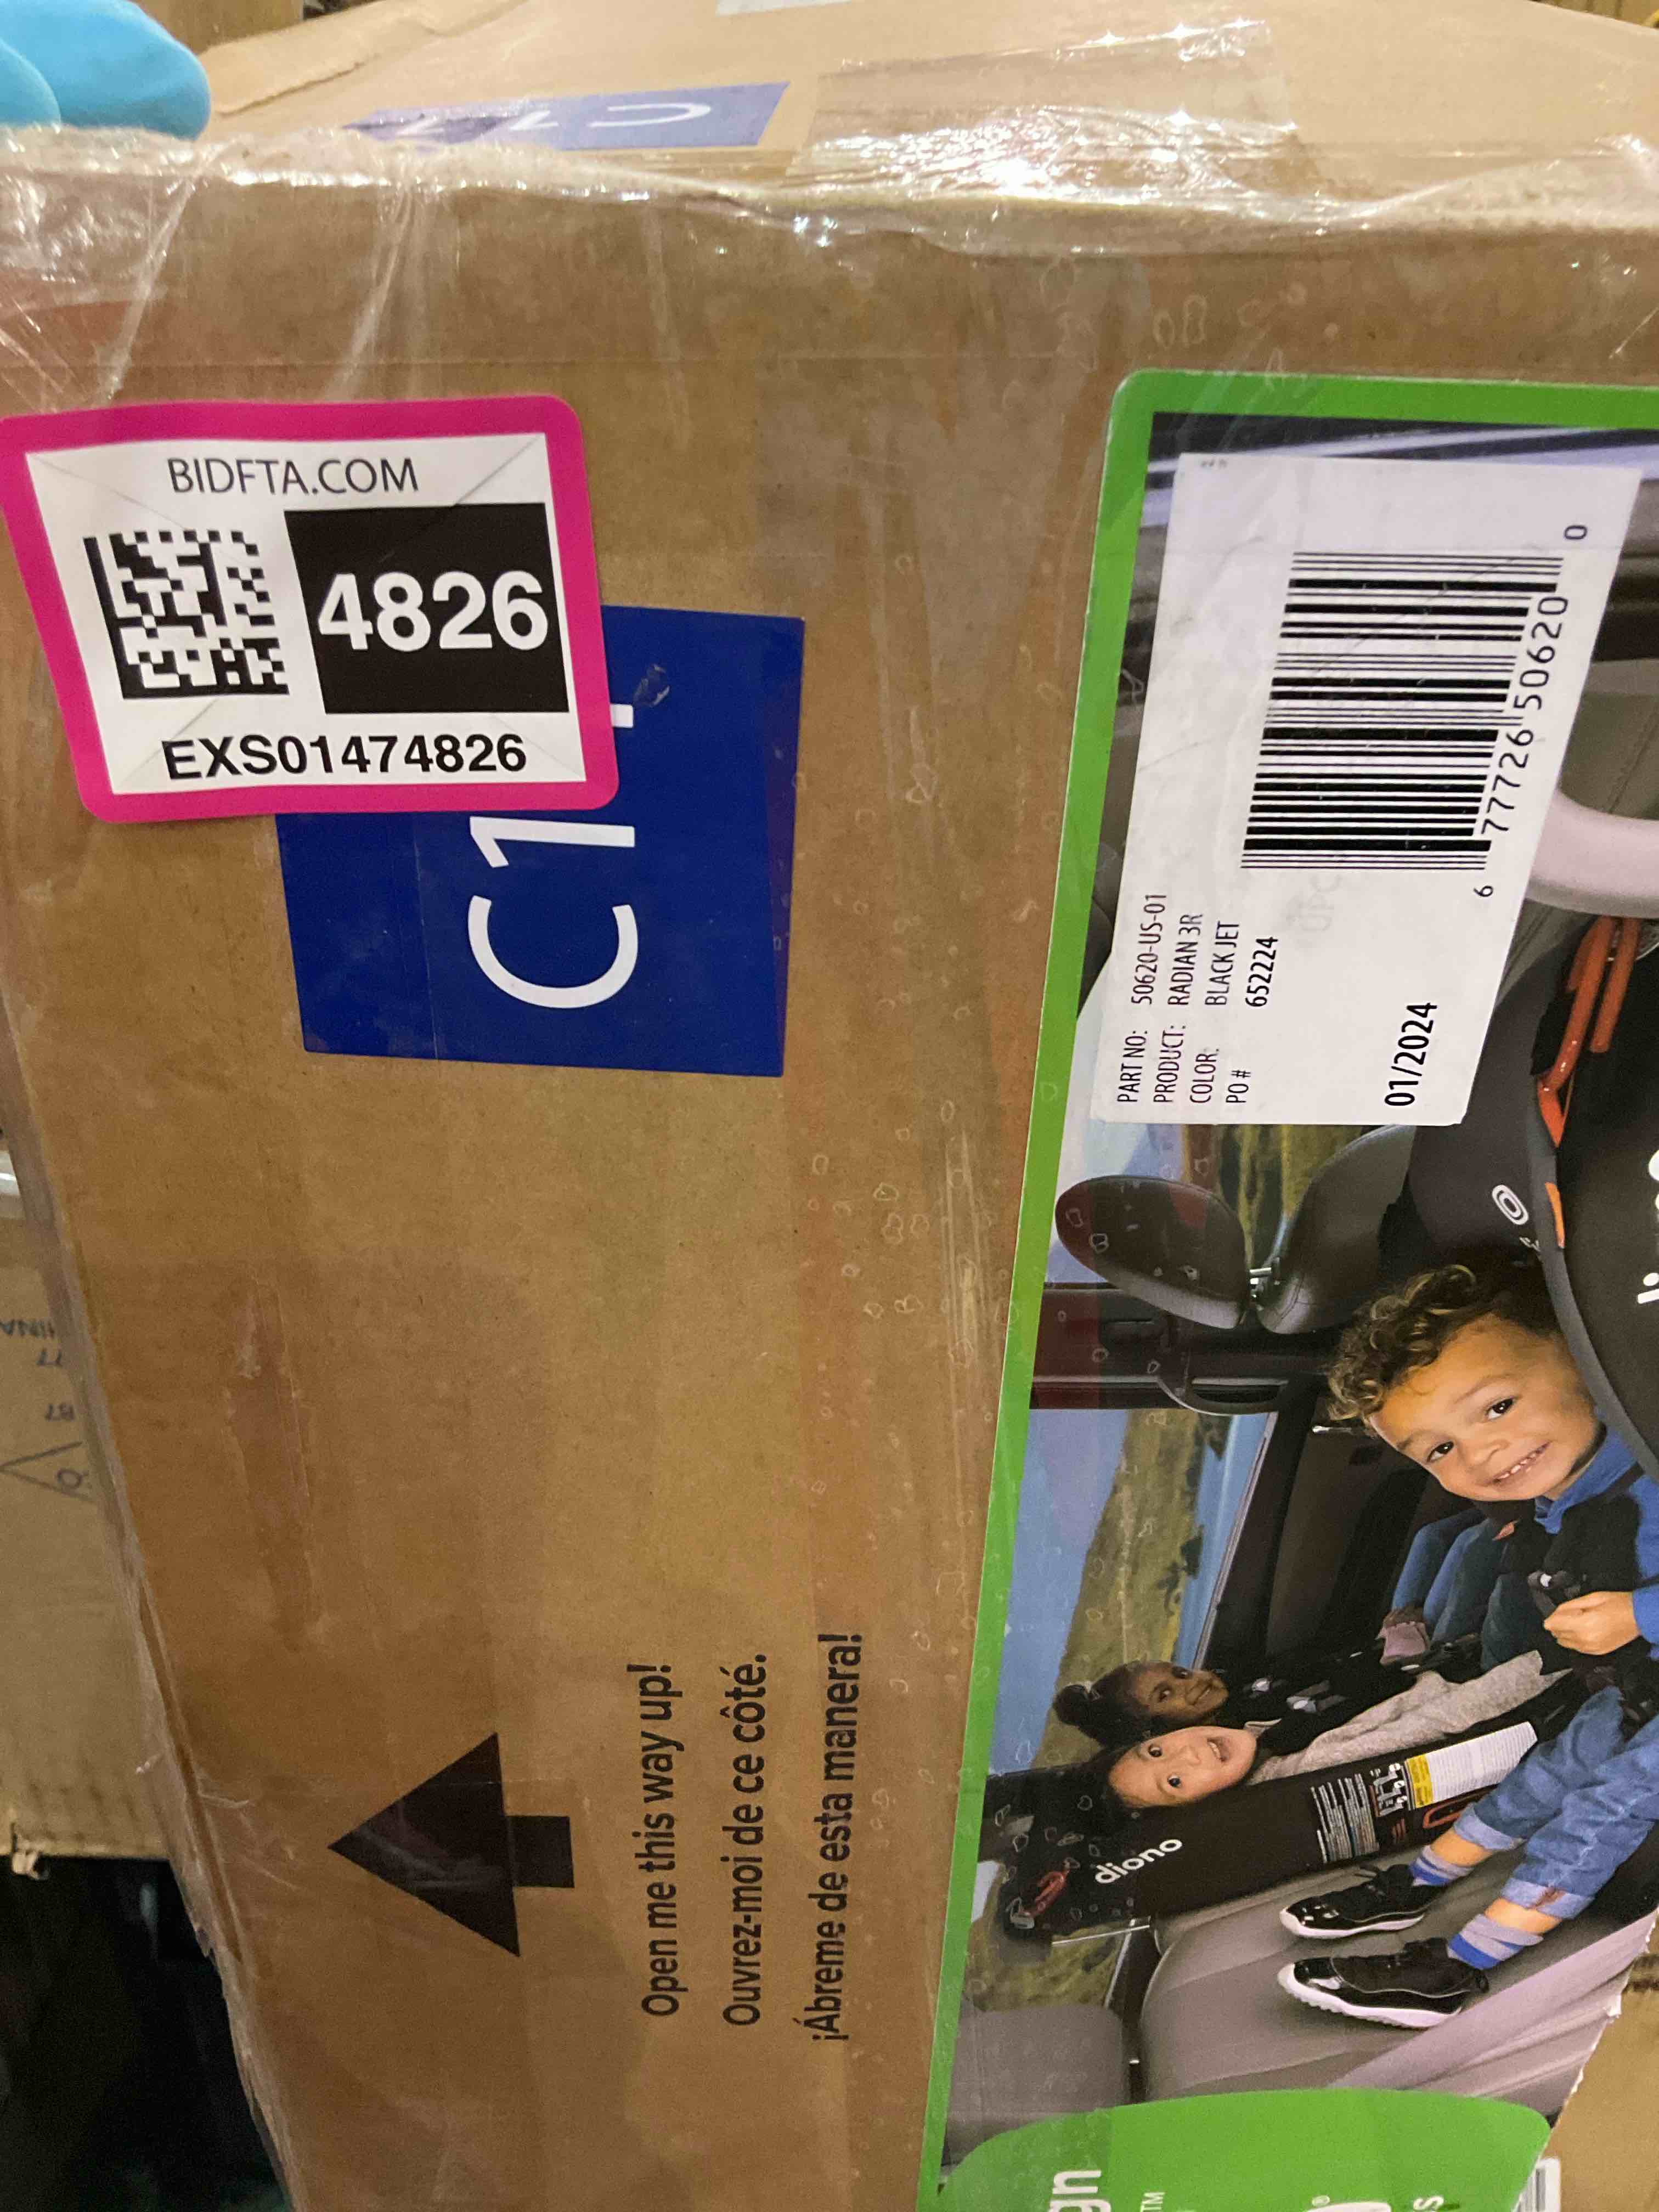 BIDFTA.COM
4826
EXS01474826
C1
PART NO: 50620-US-01
PRODUCT: RADIAN 3R
COLOR: BLACK JET
PO # 652224
01/2024
6 77726 50620 0
Open me this way up!
Ouvrez-moi de ce côté.
¡Ábreme de esta manera!
diono